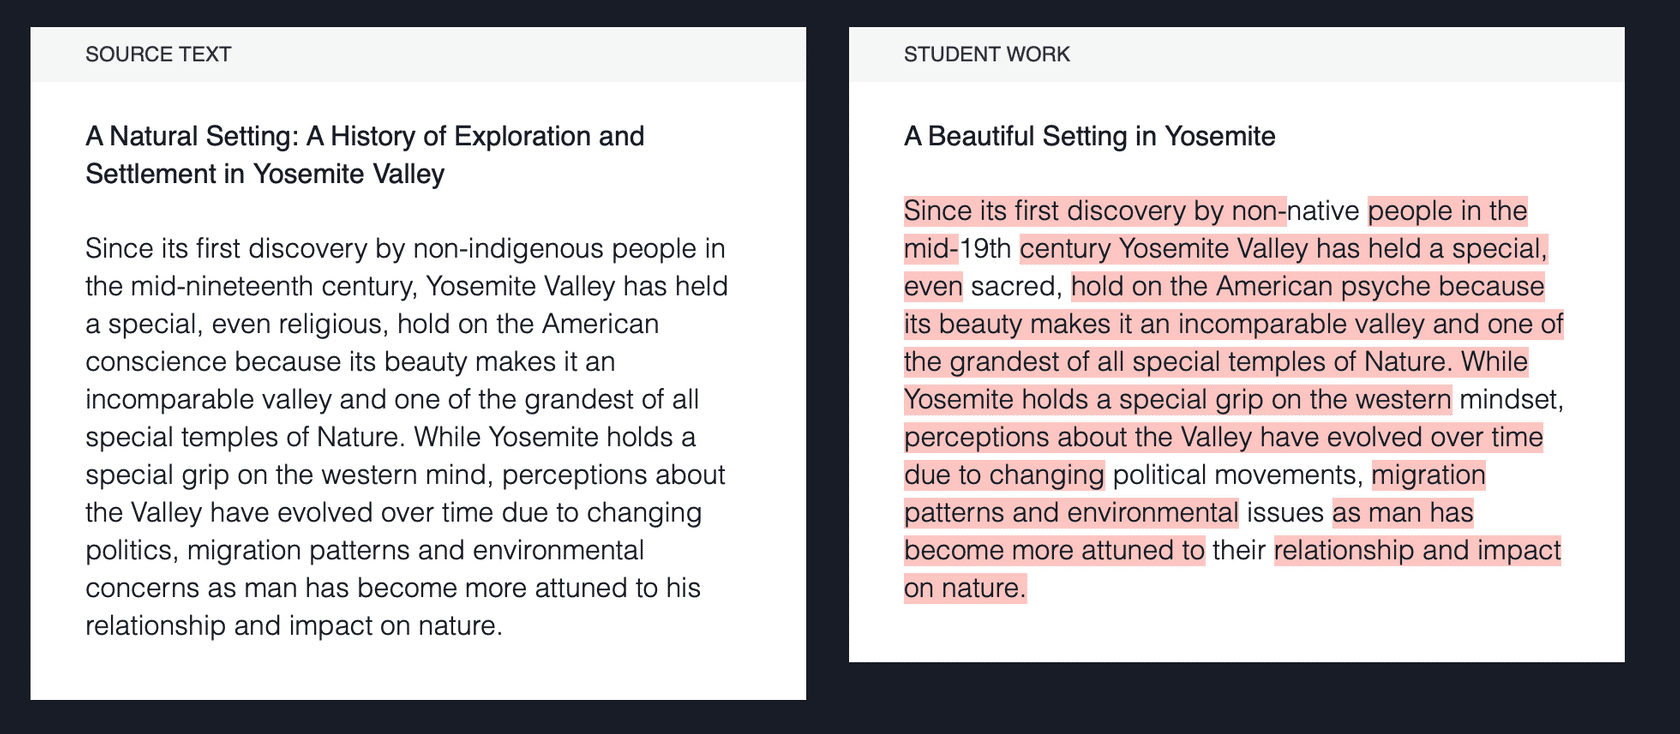 SOURCE TEXT
A Natural Setting: A History of Exploration and
Settlement in Yosemite Valley
Since its first discovery by non-indigenous people in
the mid-nineteenth century, Yosemite Valley has held
a special, even religious, hold on the American
conscience because its beauty makes it an
incomparable valley and one of the grandest of all
special temples of Nature. While Yosemite holds a
special grip on the western mind, perceptions about
the Valley have evolved over time due to changing
politics, migration patterns and environmental
concerns as man has become more attuned to his
relationship and impact on nature.
STUDENT WORK
A Beautiful Setting in Yosemite
Since its first discovery by non-native people in the
mid-19th century Yosemite Valley has held a special,
even sacred, hold on the American psyche because
its beauty makes it an incomparable valley and one of
the grandest of all special temples of Nature. While
Yosemite holds a special grip on the western mindset,
perceptions about the Valley have evolved over time
due to changing political movements, migration
patterns and environmental issues as man has
become more attuned to their relationship and impact
on nature.